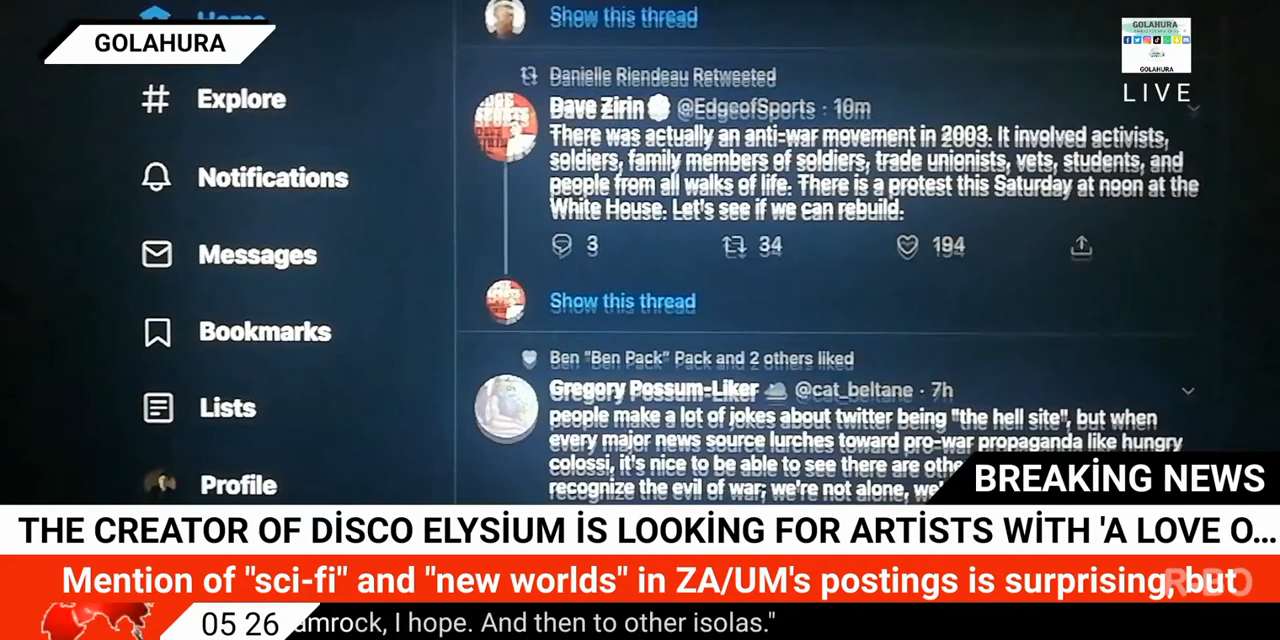 Home
Show this thread
GOLAHURA
GOLAHURA
GOLAHURA
LIVE
Explore
Danielle Riendeau Retweeted
Dave Zirin @EdgeofSports · 10m
There was actually an anti-war movement in 2003. It involved activists,
soldiers, family members of soldiers, trade unionists, vets, students, and
people from all walks of life. There is a protest this Saturday at noon at the
White House. Let's see if we can rebuild.
3 34 194
Notifications
Messages
Show this thread
Bookmarks
Ben "Ben Pack" Pack and 2 others liked
Gregory Possum-Liker @cat_beltane · 7h
people make a lot of jokes about twitter being "the hell site", but when
every major news source lurches toward pro-war propaganda like hungry
colossi, it's nice to be able to see there are othe
recognize the evil of war; we're not alone, we'
Lists
Profile
BREAKİNG NEWS
THE CREATOR OF DİSCO ELYSİUM İS LOOKİNG FOR ARTİSTS WİTH 'A LOVE O...
Mention of "sci-fi" and "new worlds" in ZA/UM's postings is surprising, but
05 26
amrock, I hope. And then to other isolas."